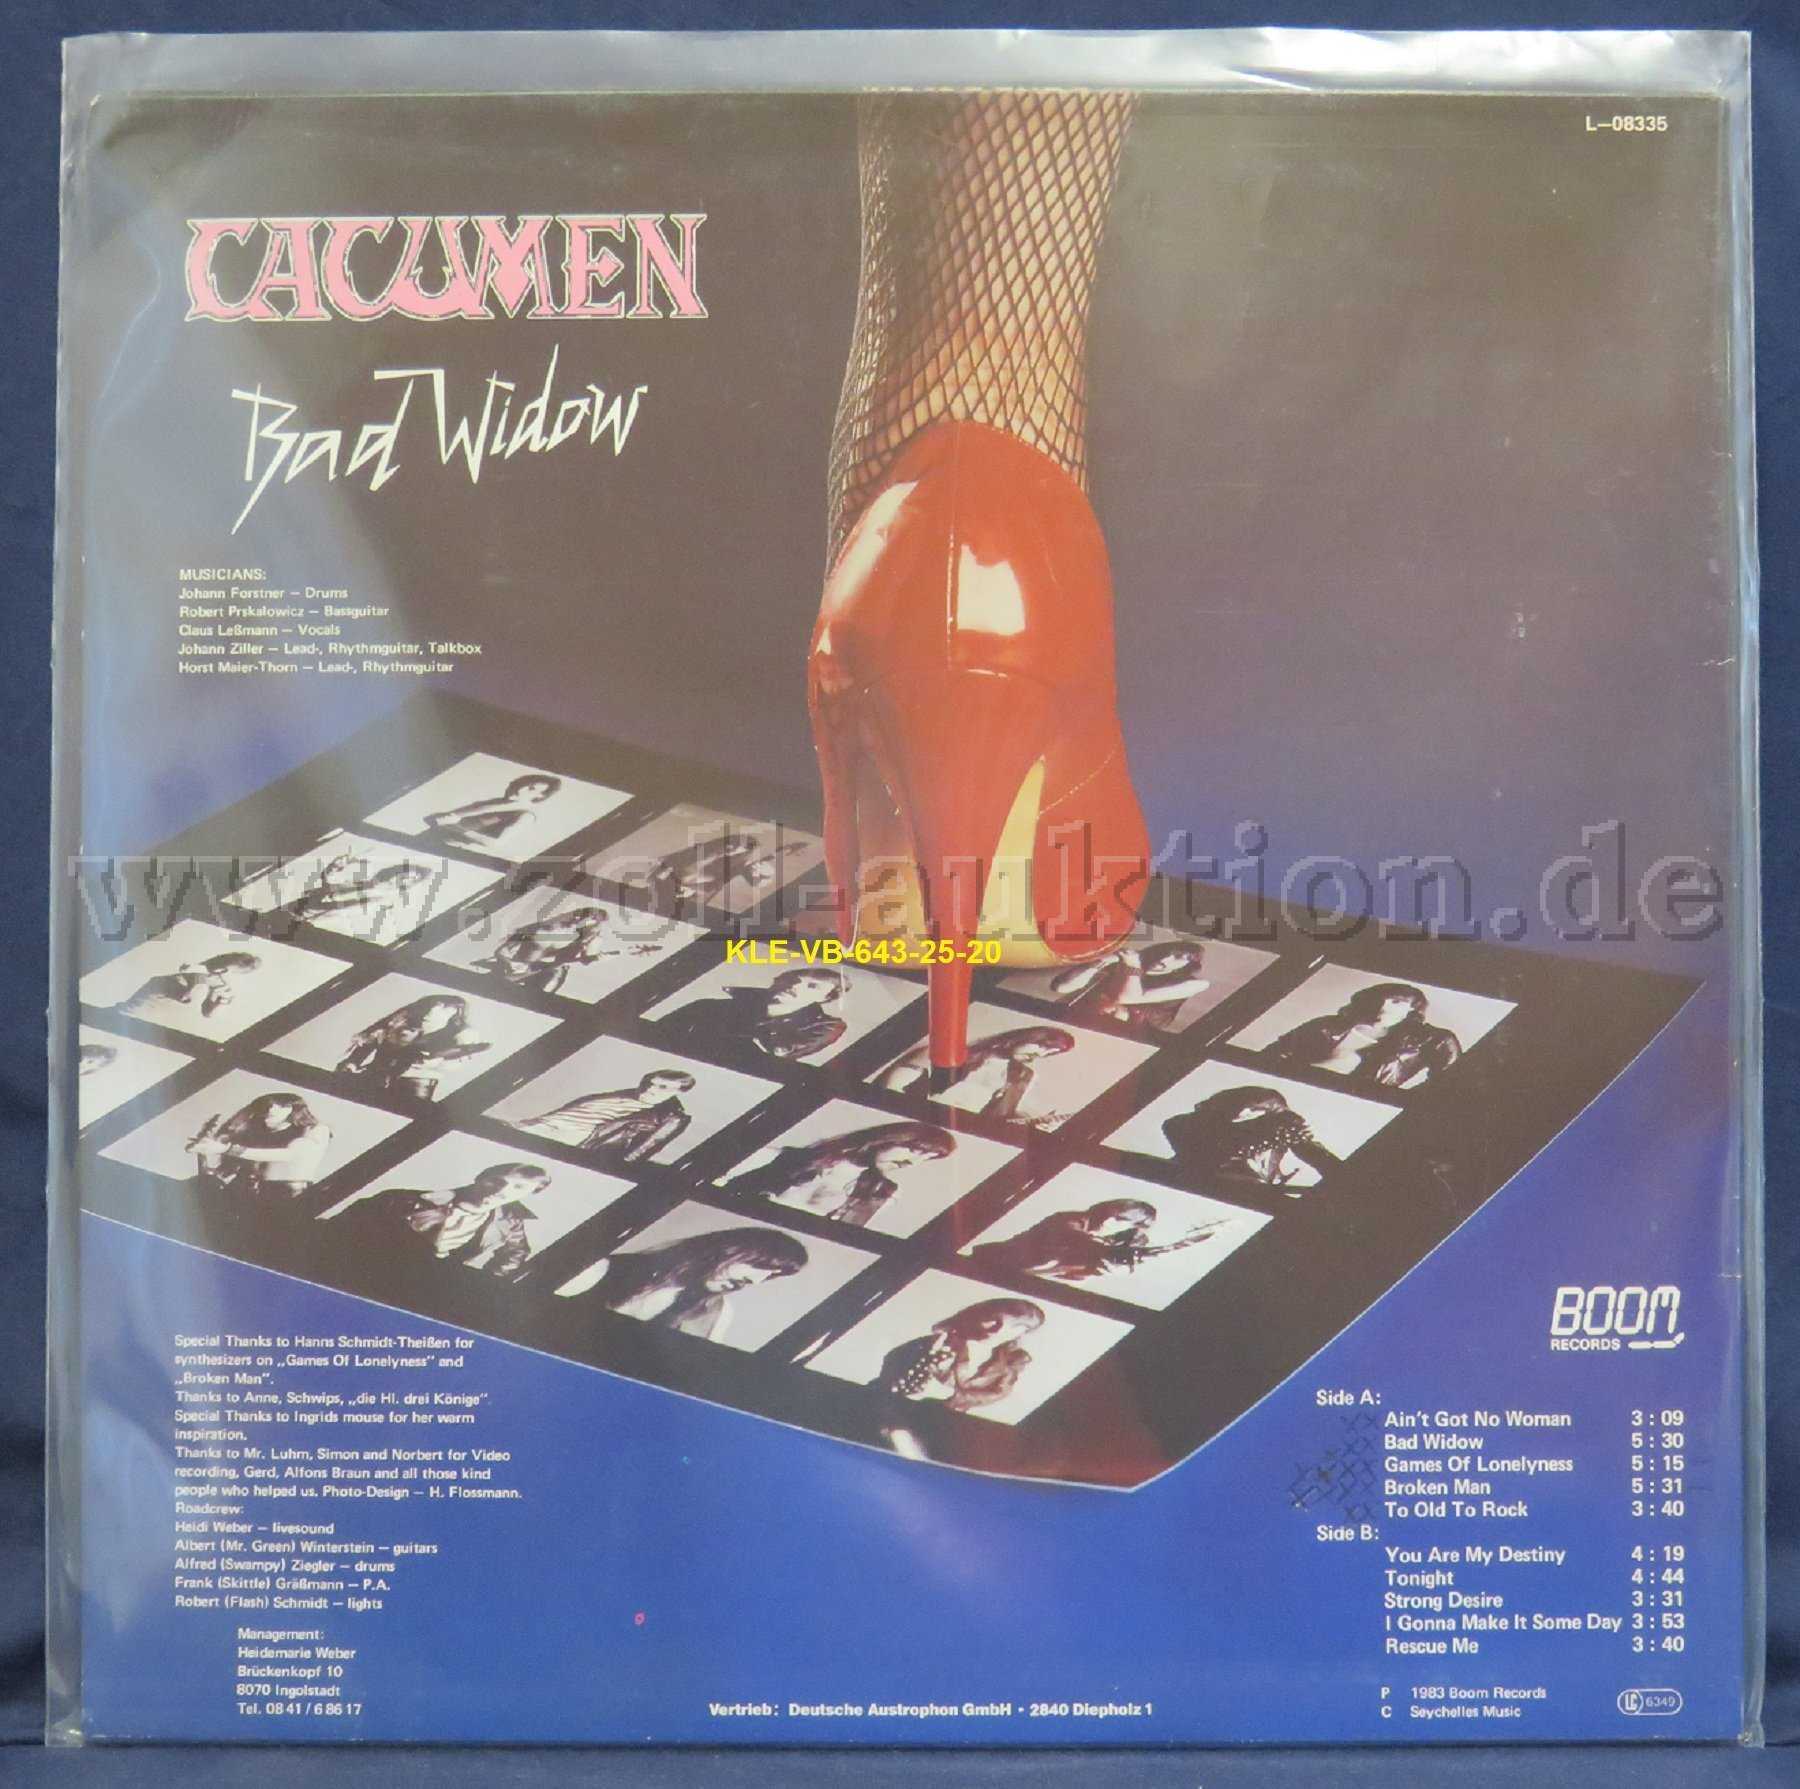 L—08335
CACUMEN
Bad Widow
MUSICIANS:
Johann Forstner — Drums
Robert Prskalowicz — Bassguitar
Claus Leßmann — Vocals
Johann Ziller — Lead-, Rhythmguitar, Talkbox
Horst Maier-Thorn — Lead-, Rhythmguitar
www.zoll-auktion.de
KLE-VB-643-25-20
Special Thanks to Hanns Schmidt-Theißen for
synthesizers on „Games Of Lonelyness" and
„Broken Man".
Thanks to Anne, Schwips, „die Hl. drei Könige".
Special Thanks to Ingrids mouse for her warm
inspiration.
Thanks to Mr. Luhm, Simon and Norbert for Video
recording, Gerd, Alfons Braun and all those kind
people who helped us. Photo-Design — H. Flossmann.
Roadcrew:
Heidi Weber — livesound
Albert (Mr. Green) Winterstein — guitars
Alfred (Swampy) Ziegler — drums
Frank (Skittle) Gräßmann — P.A.
Robert (Flash) Schmidt — lights
Management:
Heidemarie Weber
Brückenkopf 10
8070 Ingolstadt
Tel. 08 41 / 6 86 17
Vertrieb: Deutsche Austrophon GmbH • 2840 Diepholz 1
BOOM
RECORDS
Side A:
Ain't Got No Woman 3 : 09
Bad Widow 5 : 30
Games Of Lonelyness 5 : 15
Broken Man 5 : 31
To Old To Rock 3 : 40
Side B:
You Are My Destiny 4 : 19
Tonight 4 : 44
Strong Desire 3 : 31
I Gonna Make It Some Day 3 : 53
Rescue Me 3 : 40
P 1983 Boom Records
C Seychelles Music
LC 6349